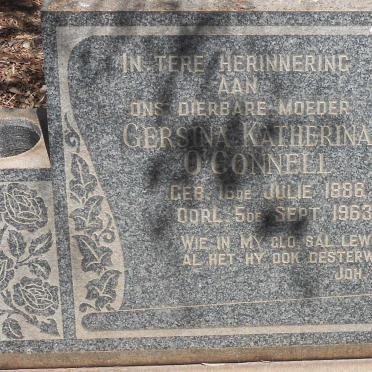 IN TERE HERINNERING
AAN
ONS DIERBARE MOEDER
GERSINA KATHERINA
O'CONNELL
GEB. 16DE JULIE 1888
OORL. 5DE SEPT. 1963
WIE IN MY GLO, SAL LEW
AL HET HY OOK GESTERW
JOH.